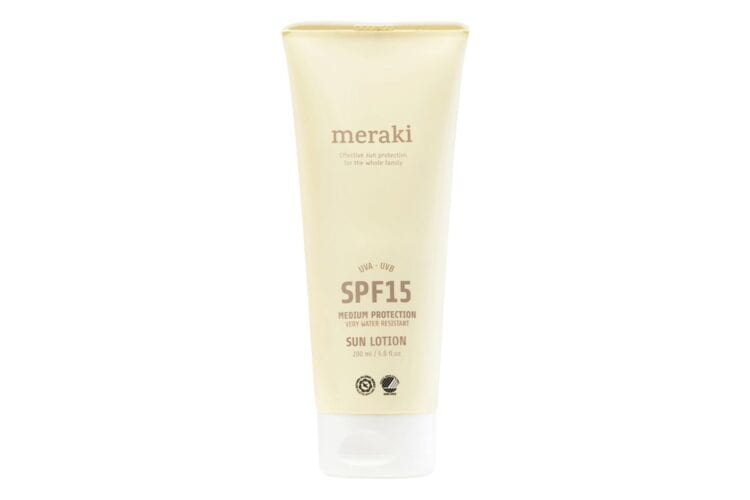 meraki
Effective sun protection
for the whole family
UVA · UVB
SPF15
MEDIUM PROTECTION
VERY WATER RESISTANT
SUN LOTION
200 ml / 6.8 fl.oz